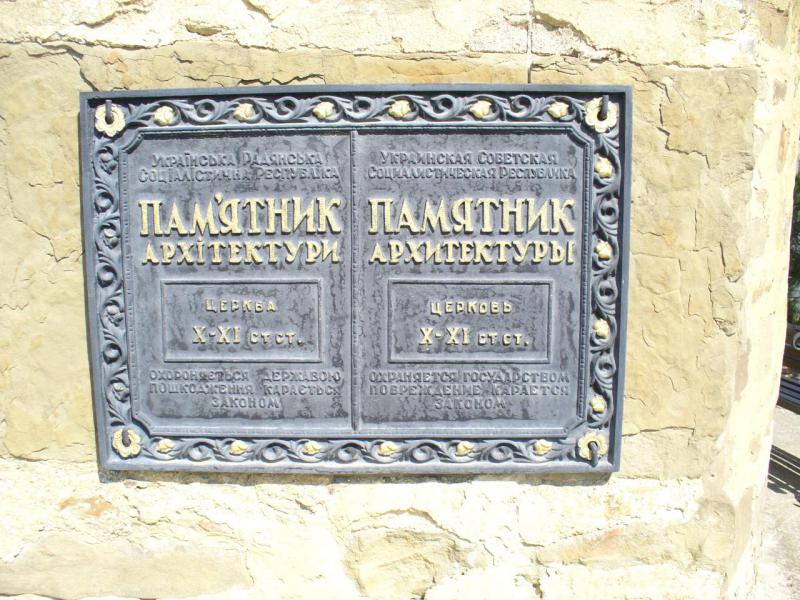 Українська Радянська
Соціалістична Республіка
ПАМ'ЯТНИК
АРХІТЕКТУРИ
ЦЕРКВА
X-XI ст ст.
ОХОРОНЯЄТЬСЯ ДЕРЖАВОЮ
ПОШКОДЖЕННЯ КАРАЄТЬСЯ
ЗАКОНОМ
Украинская Советская
Социалистическая Республика
ПАМЯТНИК
АРХИТЕКТУРЫ
ЦЕРКОВЬ
X-XI ст ст.
ОХРАНЯЕТСЯ ГОСУДАРСТВОМ
ПОВРЕЖДЕНИЕ КАРАЕТСЯ
ЗАКОНОМ